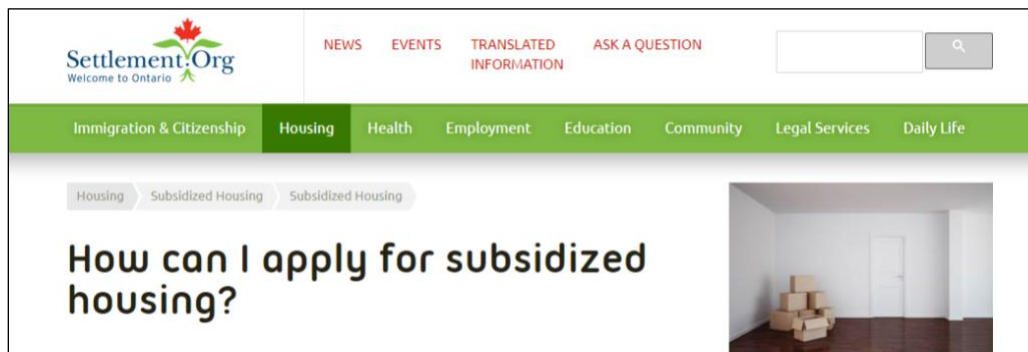 Settlement.Org
Welcome to Ontario
NEWS EVENTS TRANSLATED INFORMATION ASK A QUESTION
Immigration & Citizenship Housing Health Employment Education Community Legal Services Daily Life
Housing Subsidized Housing Subsidized Housing
How can I apply for subsidized
housing?